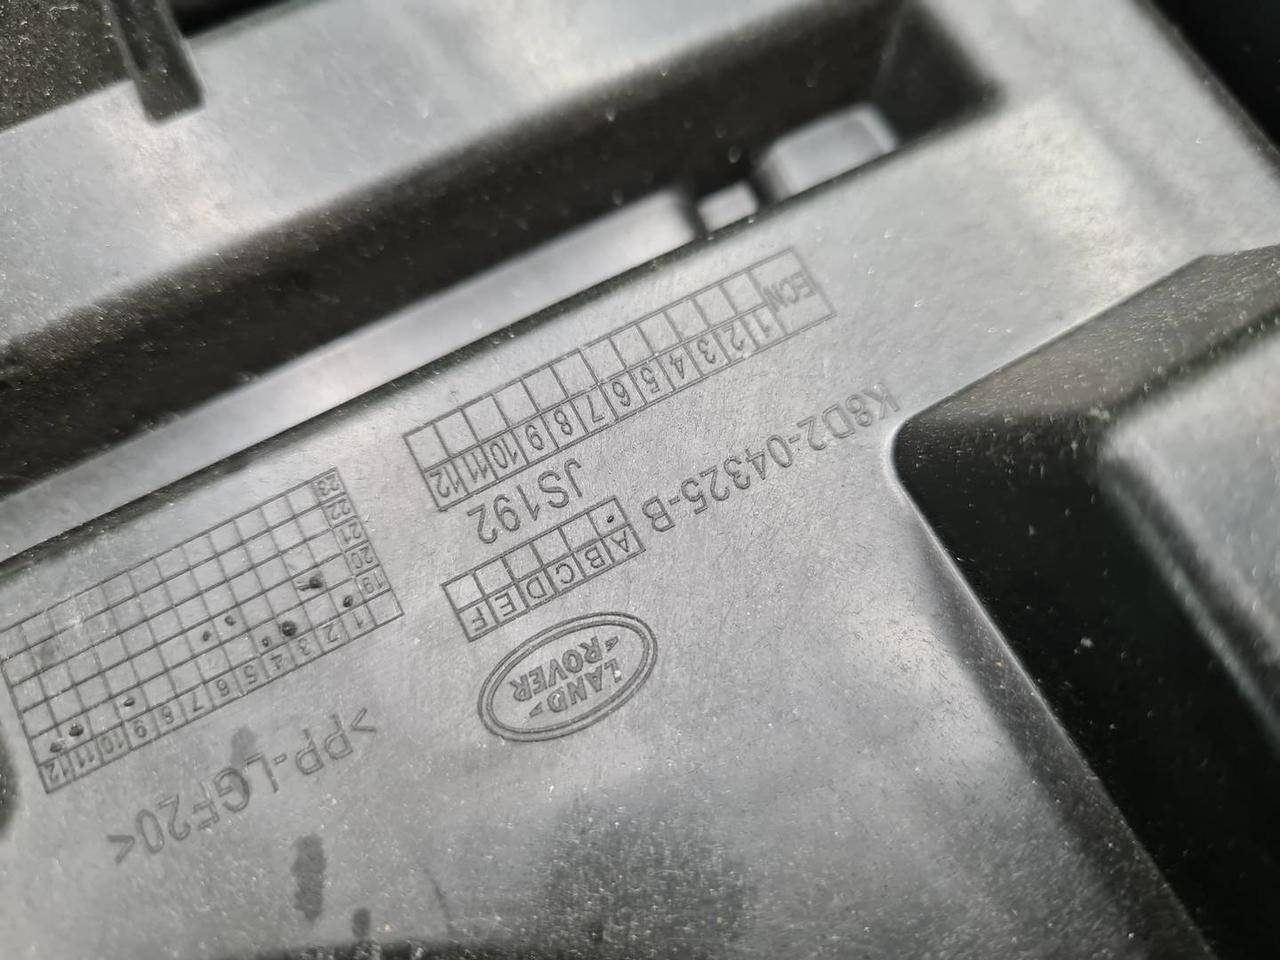 >PP-LGF20<
LAND
ROVER
A B C D E F
K8D2-04325-B
JS192
1 2 3 4 5 6 7 8 9 10 11 12
ECN
1 2 3 4 5 6 7 8 9 10 11 12
19
20
21
22
23